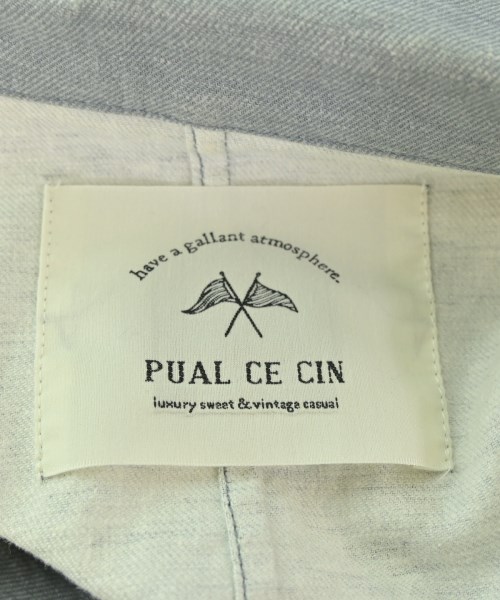 have a gallant atmosphere.
PUAL CE CIN
luxury sweet & vintage casual